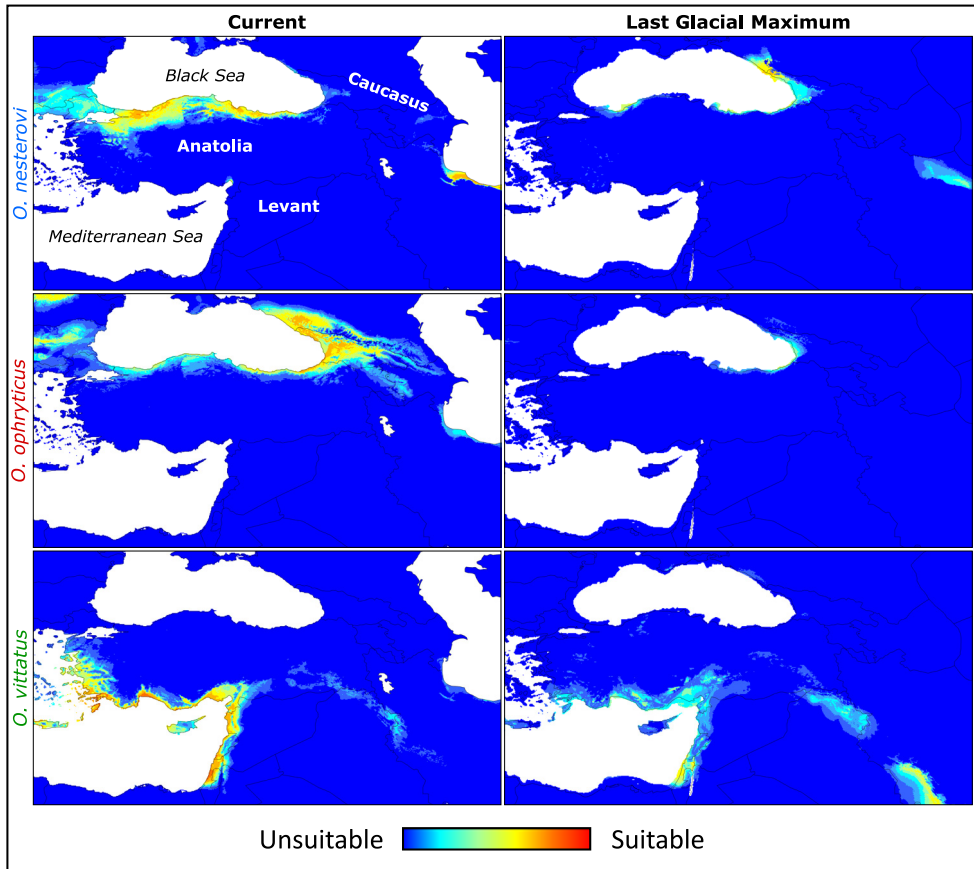 Current
Last Glacial Maximum
O. nesterovi
Black Sea
Caucasus
Anatolia
Levant
Mediterranean Sea
O. ophryticus
O. vittatus
Unsuitable
Suitable